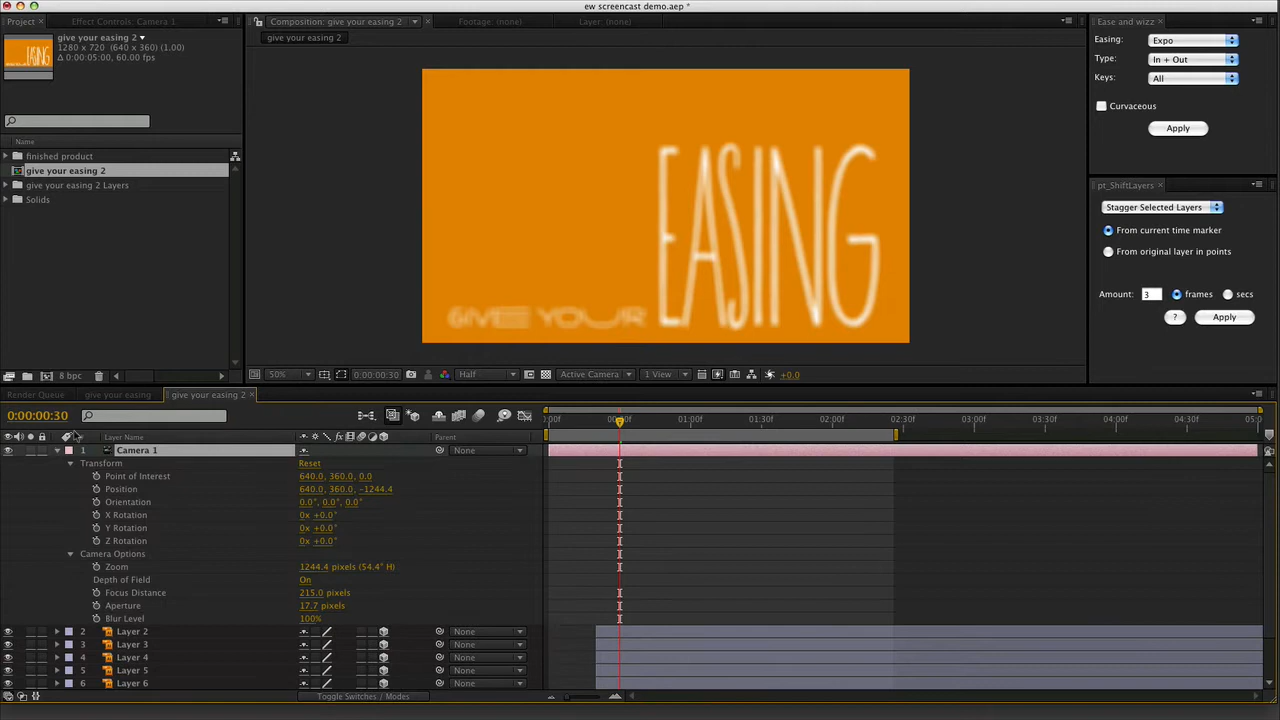 ew screencast demo.aep *
Project
Effect Controls: Camera 1
Composition: give your easing 2
Footage: (none)
Layer: (none)
Ease and wizz
give your easing 2
1280 x 720 (640 x 360) (1.00)
Δ 0:00:05:00, 60.00 fps
give your easing 2
Easing:
Expo
Type:
In + Out
Keys:
All
Curvaceous
Apply
Name
finished product
give your easing 2
give your easing 2 Layers
Solids
EASING
GIVE YOUR
pt_ShiftLayers
Stagger Selected Layers
From current time marker
From original layer in points
Amount:
3
frames
secs
?
Apply
8 bpc
50%
0:00:00:30
Half
Active Camera
1 View
+0.0
Render Queue
give your easing
give your easing 2
0:00:00:30
:00f
01:00f
01:30f
02:00f
02:30f
03:00f
03:30f
04:00f
04:30f
Layer Name
Parent
1
Camera 1
None
Transform
Reset
Point of Interest
640.0, 360.0, 0.0
Position
640.0, 360.0, -1244.4
Orientation
0.0°, 0.0°, 0.0°
X Rotation
0x +0.0°
Y Rotation
0x +0.0°
Z Rotation
0x +0.0°
Camera Options
Zoom
1244.4 pixels (54.4° H)
Depth of Field
On
Focus Distance
215.0 pixels
Aperture
17.7 pixels
Blur Level
100%
2
Layer 2
None
3
Layer 3
None
4
Layer 4
None
5
Layer 5
None
6
Layer 6
None
Toggle Switches / Modes